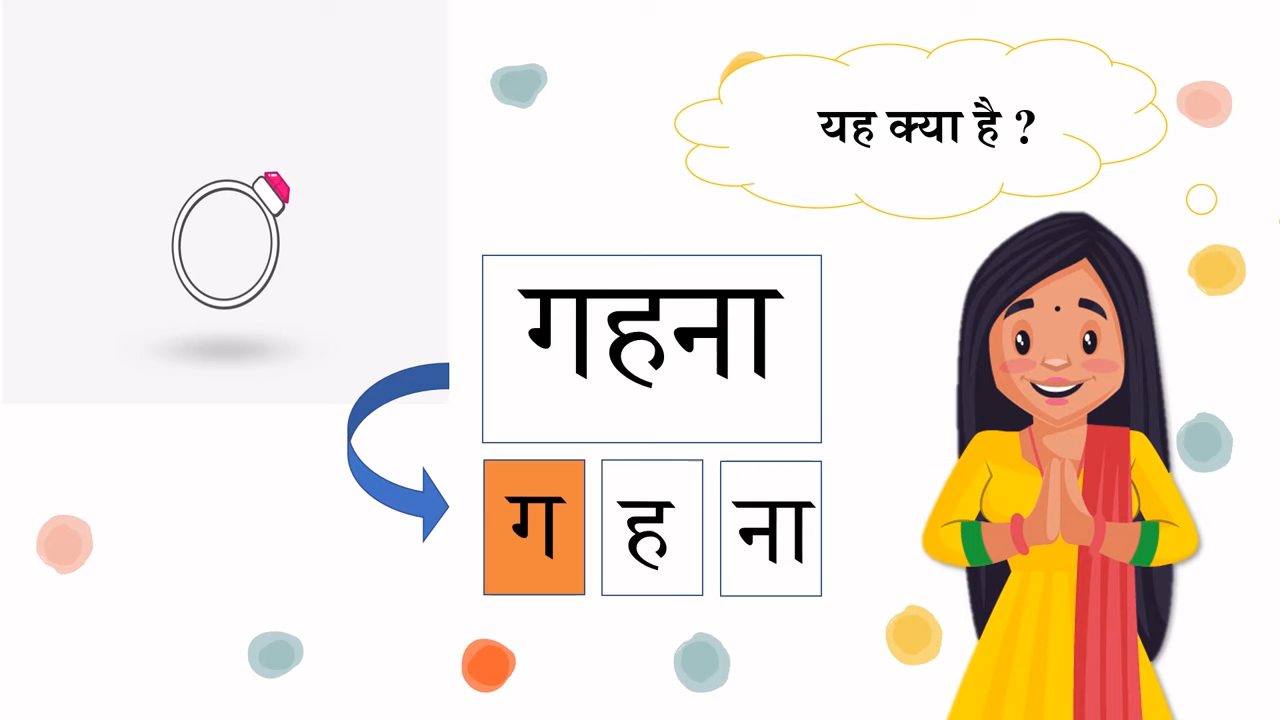 यह क्या है ?
गहना
ग ह ना